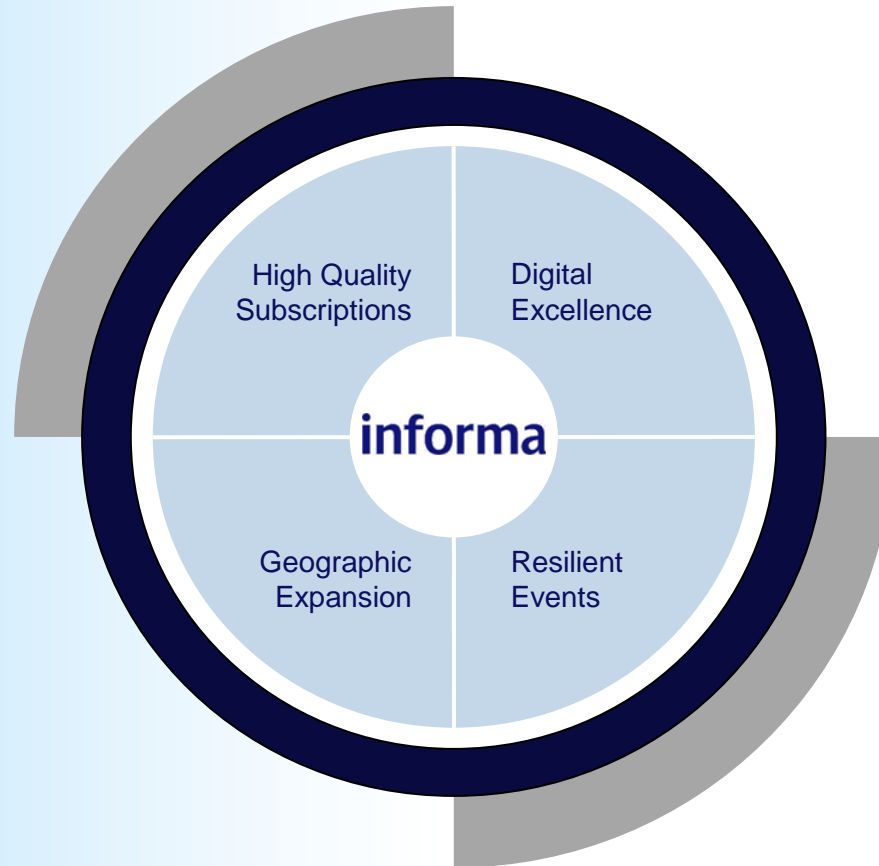 High Quality
Subscriptions
Digital
Excellence
informa
Geographic
Expansion
Resilient
Events